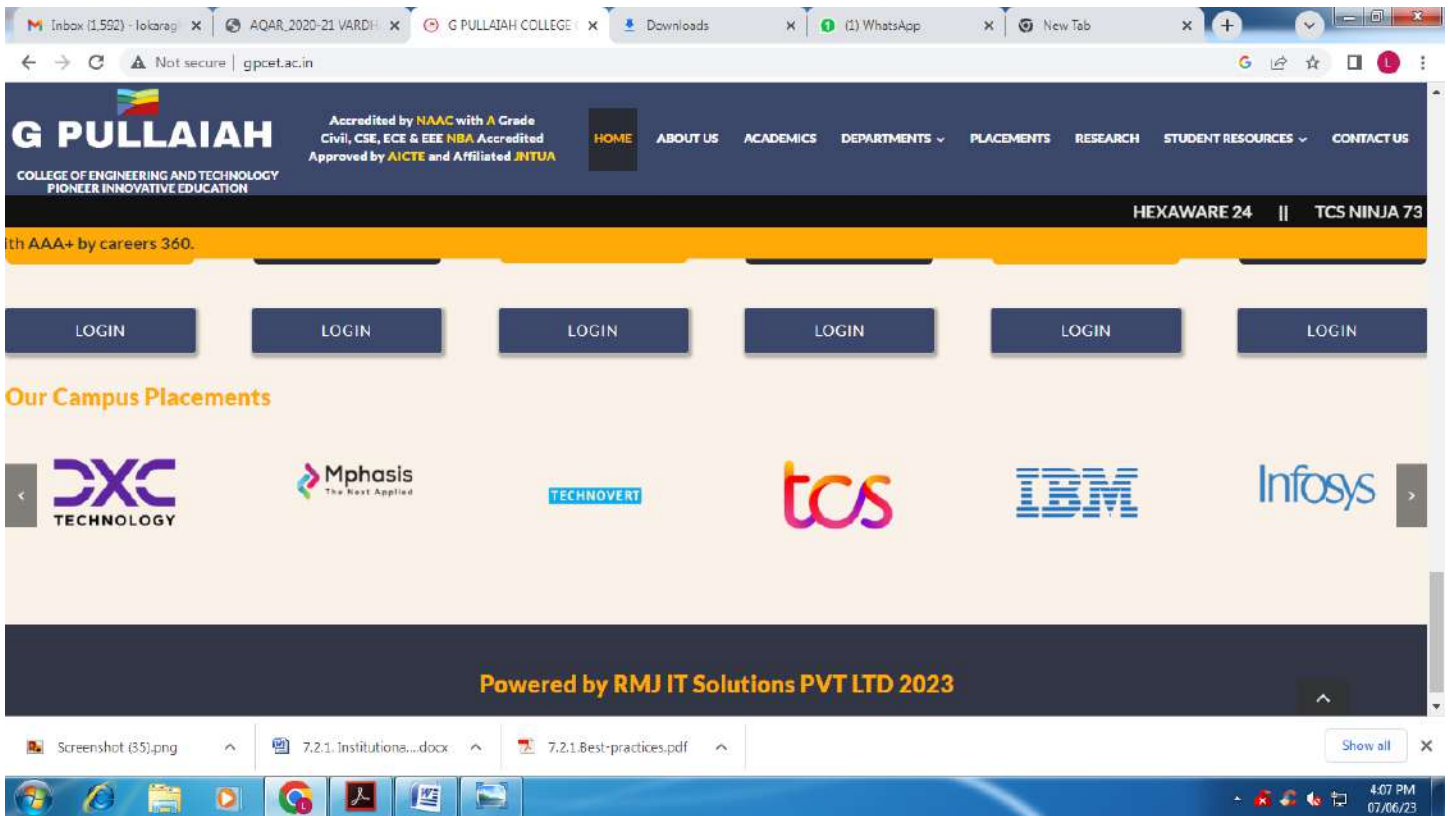 Inbox (1,592) - lokarag
AQAR_2020-21 VARDH
G PULLAIAH COLLEGE
Downloads
(1) WhatsApp
New Tab
Not secure | gpcet.ac.in
G PULLAIAH
COLLEGE OF ENGINEERING AND TECHNOLOGY
PIONEER INNOVATIVE EDUCATION
Accredited by NAAC with A Grade
Civil, CSE, ECE & EEE NBA Accredited
Approved by AICTE and Affiliated JNTUA
HOME ABOUT US ACADEMICS DEPARTMENTS PLACEMENTS RESEARCH STUDENT RESOURCES CONTACT US
HEXAWARE 24 || TCS NINJA 73
ith AAA+ by careers 360.
LOGIN LOGIN LOGIN LOGIN LOGIN LOGIN
Our Campus Placements
DXC
TECHNOLOGY
Mphasis
The Next Applied
TECHNOVERT
tcs
IBM
Infosys
Powered by RMJ IT Solutions PVT LTD 2023
Screenshot (35).png
7.2.1. Instituitiona....docx
7.2.1.Best-practices.pdf
Show all
4:07 PM
07/06/23